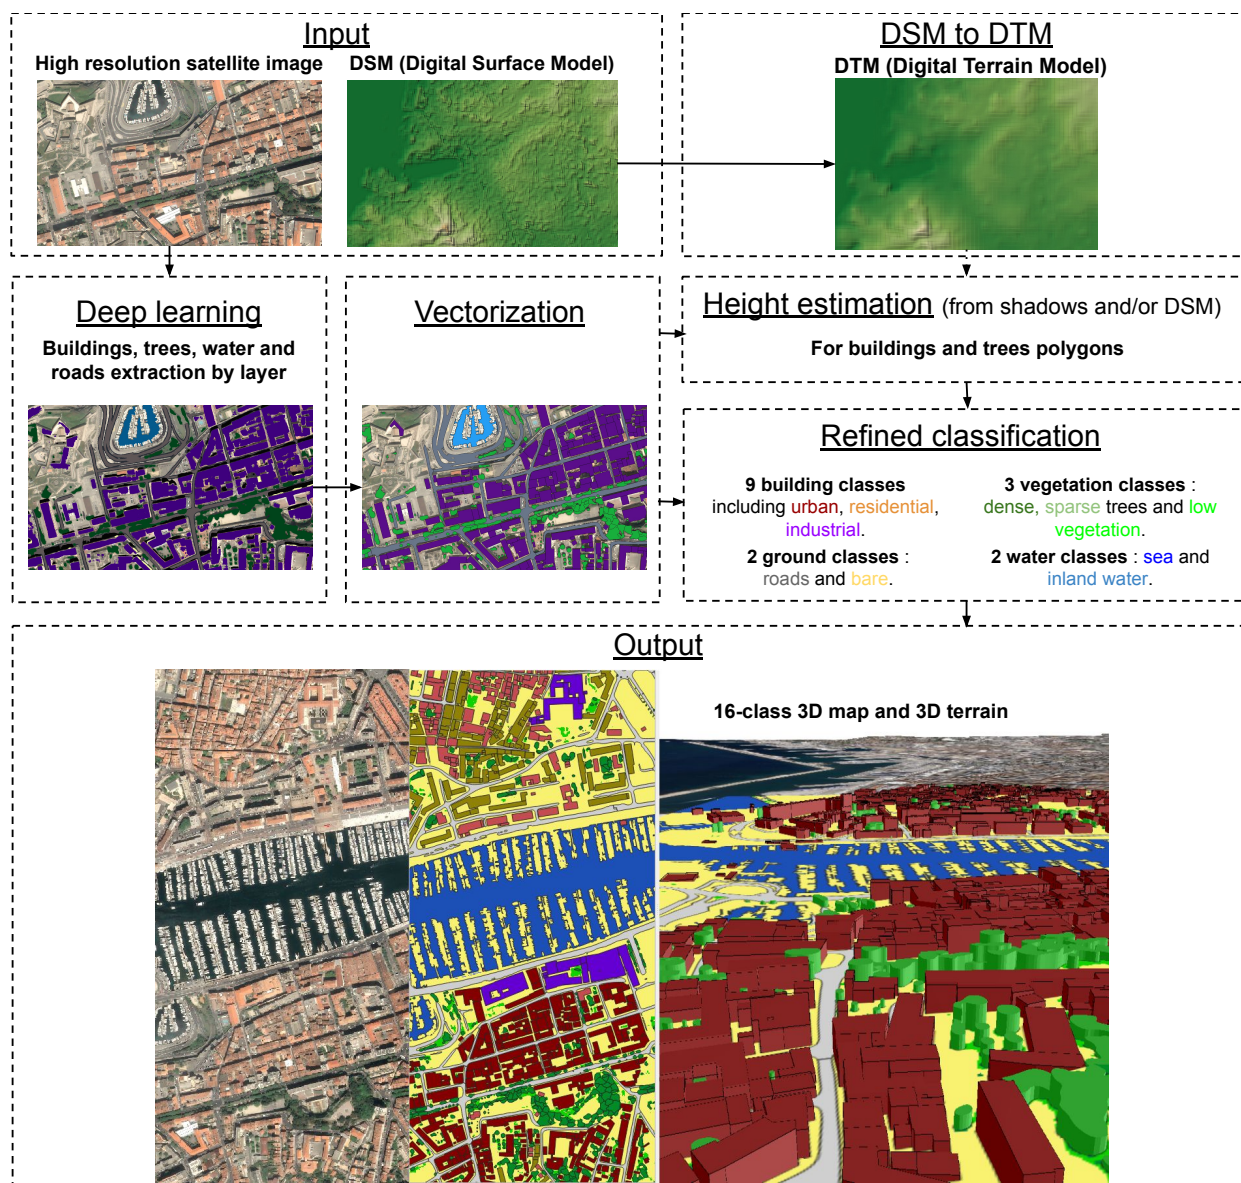 Input
High resolution satellite image
DSM (Digital Surface Model)
DSM to DTM
DTM (Digital Terrain Model)
Deep learning
Buildings, trees, water and
roads extraction by layer
Vectorization
Height estimation (from shadows and/or DSM)
For buildings and trees polygons
Refined classification
9 building classes
including urban, residential,
industrial.
2 ground classes :
roads and bare.
3 vegetation classes :
dense, sparse trees and low
vegetation.
2 water classes : sea and
inland water.
Output
16-class 3D map and 3D terrain